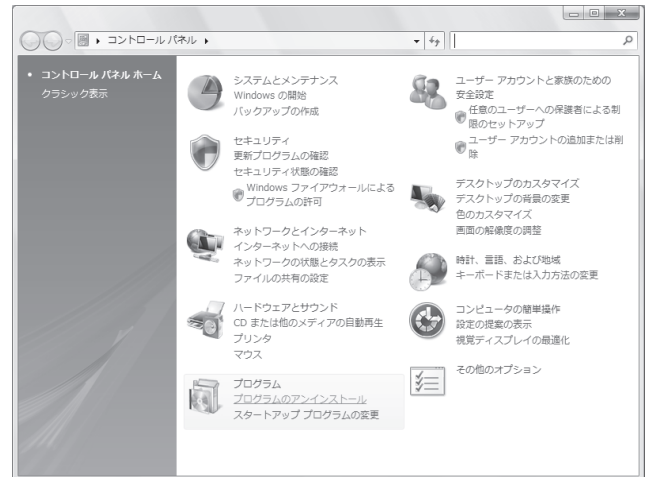 コントロール パネル
コントロール パネル ホーム
クラシック表示
システムとメンテナンス
Windows の開始
バックアップの作成
セキュリティ
更新プログラムの確認
セキュリティ状態の確認
Windows ファイアウォールによる
プログラムの許可
ネットワークとインターネット
インターネットへの接続
ネットワークの状態とタスクの表示
ファイルの共有の設定
ハードウェアとサウンド
CD または他のメディアの自動再生
プリンタ
マウス
プログラム
プログラムのアンインストール
スタートアップ プログラムの変更
ユーザー アカウントと家族のための
安全設定
任意のユーザーへの保護者による制
限のセットアップ
ユーザー アカウントの追加または削
除
デスクトップのカスタマイズ
デスクトップの背景の変更
色のカスタマイズ
画面の解像度の調整
時計、言語、および地域
キーボードまたは入力方法の変更
コンピュータの簡単操作
設定の提案の表示
視覚ディスプレイの最適化
その他のオプション